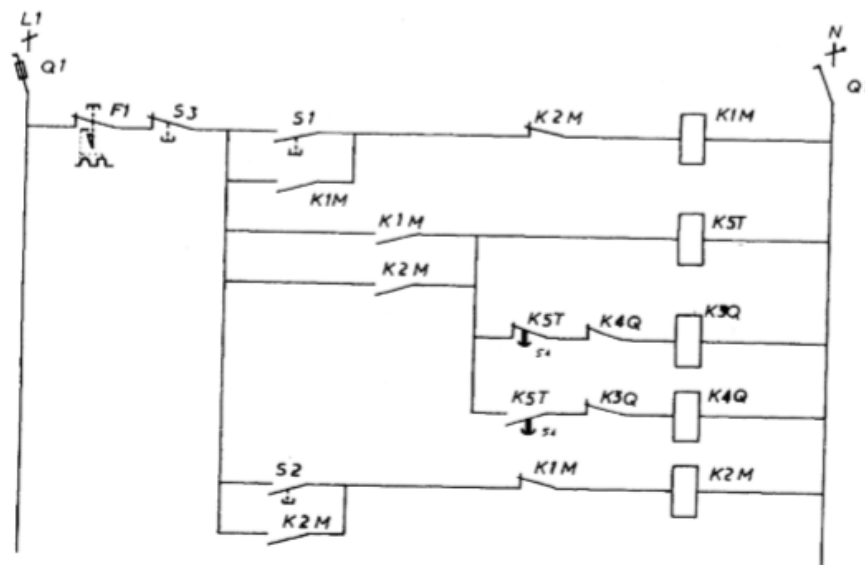 L1
N
Q1
Q
F1 S3 S1 K2M K1M
K1M
K1M K5T
K2M
K5T K4Q K3Q
K5T K3Q K4Q
S2 K1M K2M
K2M